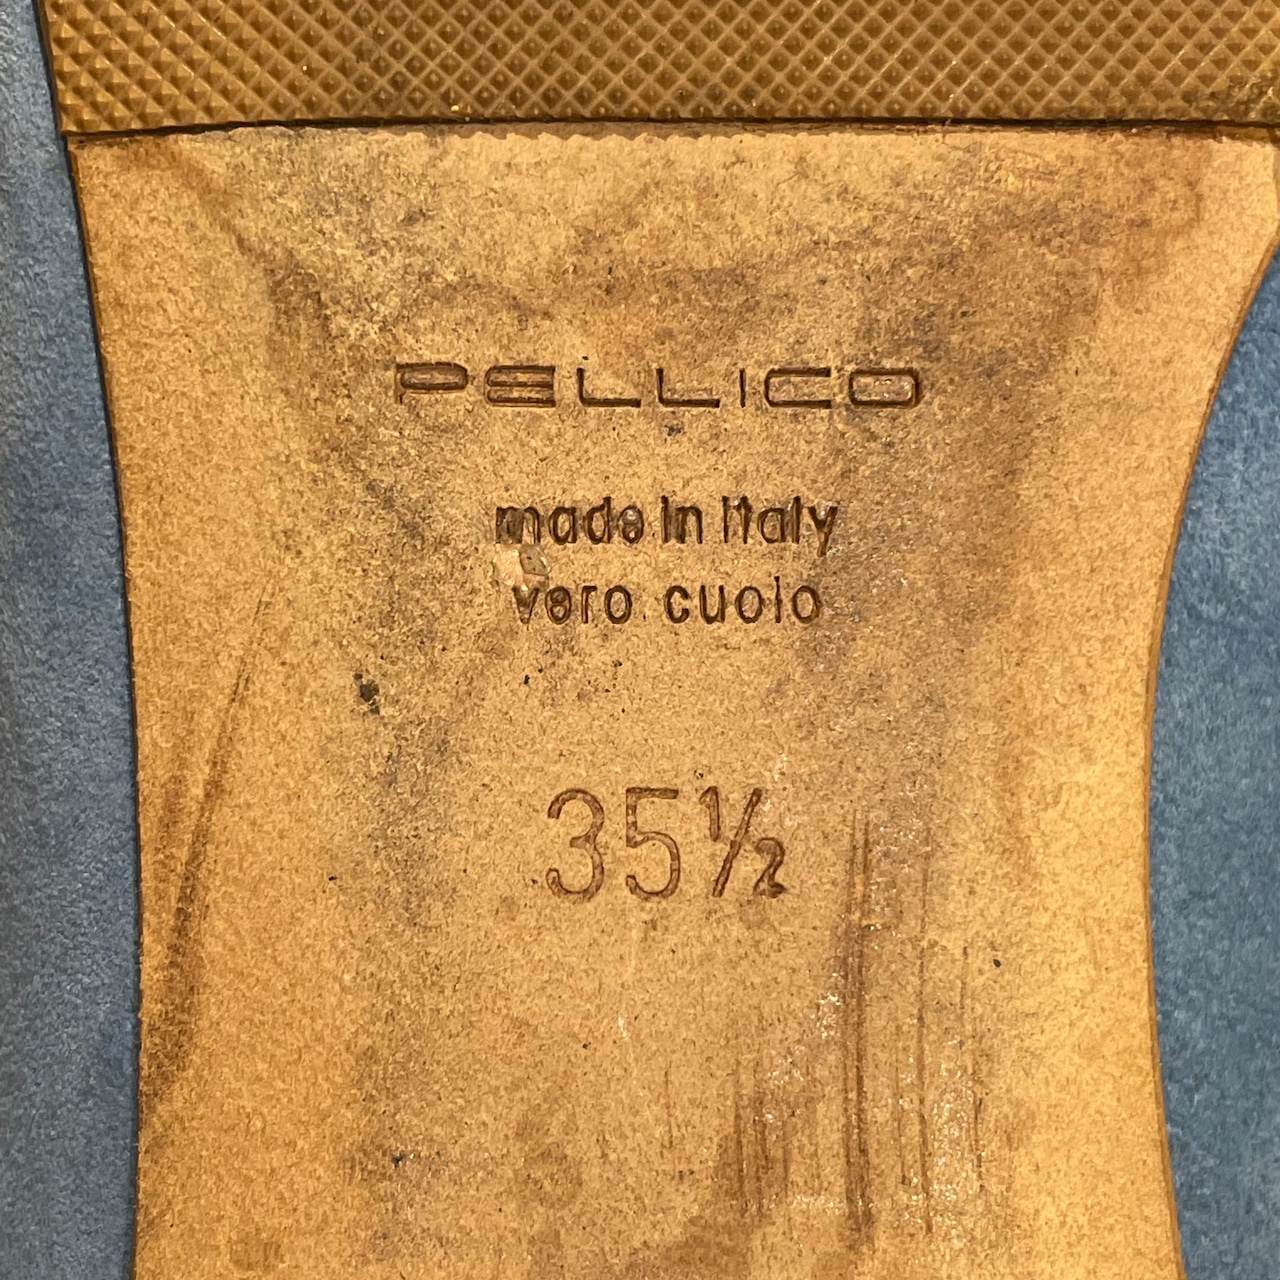 PELLICO
made in Italy
vero cuoio
35½